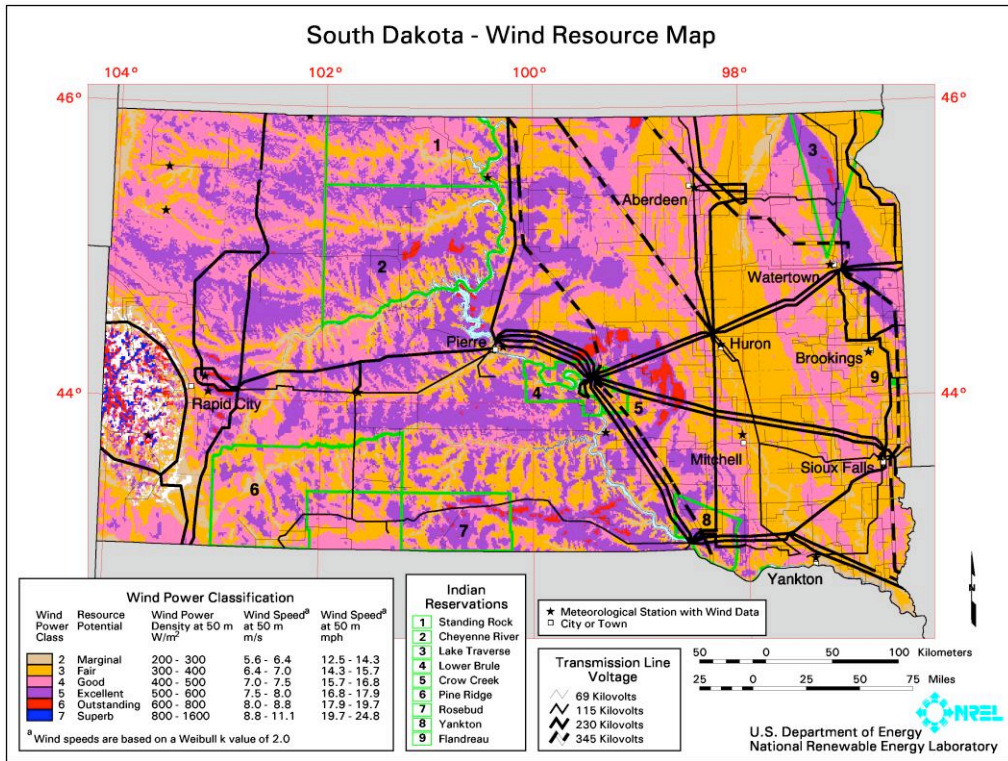 South Dakota - Wind Resource Map
104°
102°
100°
98°
46°
46°
1
3
Aberdeen
2
Watertown
Pierre
Huron
Brookings
44°
44°
Rapid City
4
5
9
Mitchell
Sioux Falls
6
7
8
Yankton
Wind Power Classification
Wind Power Class
Resource Potential
Wind Power Density at 50 m W/m²
Wind Speedᵃ at 50 m m/s
Wind Speedᵃ at 50 m mph
2 Marginal 200 - 300 5.6 - 6.4 12.5 - 14.3
3 Fair 300 - 400 6.4 - 7.0 14.3 - 15.7
4 Good 400 - 500 7.0 - 7.5 15.7 - 16.8
5 Excellent 500 - 600 7.5 - 8.0 16.8 - 17.9
6 Outstanding 600 - 800 8.0 - 8.8 17.9 - 19.7
7 Superb 800 - 1600 8.8 - 11.1 19.7 - 24.8
ᵃ Wind speeds are based on a Weibull k value of 2.0
Indian
Reservations
1 Standing Rock
2 Cheyenne River
3 Lake Traverse
4 Lower Brule
5 Crow Creek
6 Pine Ridge
7 Rosebud
8 Yankton
9 Flandreau
★ Meteorological Station with Wind Data
□ City or Town
Transmission Line
Voltage
69 Kilovolts
115 Kilovolts
230 Kilovolts
345 Kilovolts
N
50 0 50 100 Kilometers
25 0 25 50 75 Miles
NREL
U.S. Department of Energy
National Renewable Energy Laboratory